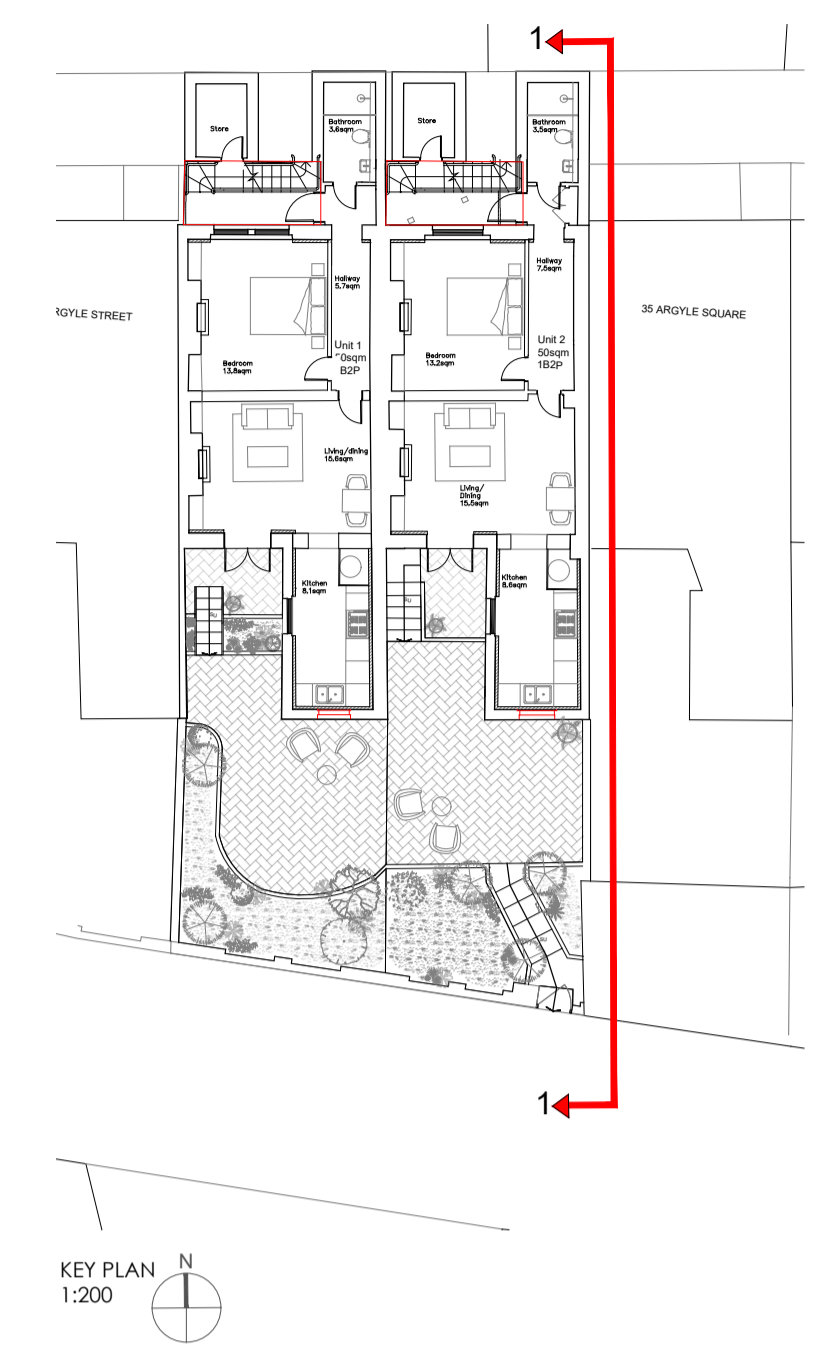 1
Store
Bathroom
3.6sqm
Store
Bathroom
3.5sqm
Hallway
5.7sqm
Hallway
7.5sqm
RGYLE STREET
35 ARGYLE SQUARE
Unit 1
0sqm
B2P
Unit 2
50sqm
1B2P
Bedroom
13.8sqm
Bedroom
13.2sqm
Living/dining
15.6sqm
Living/
Dining
15.5sqm
Kitchen
8.1sqm
Kitchen
8.6sqm
1
KEY PLAN
1:200
N